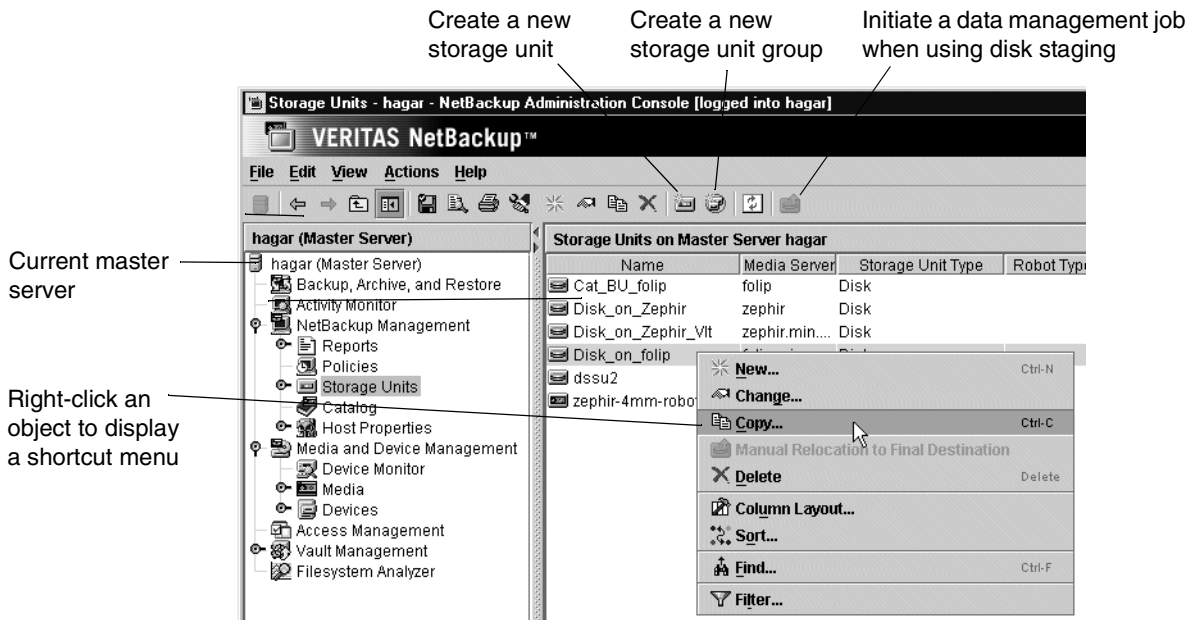 Create a new
storage unit
Create a new
storage unit group
Initiate a data management job
when using disk staging
Storage Units - hagar - NetBackup Administration Console [logged into hagar]
VERITAS NetBackup™
File Edit View Actions Help
hagar (Master Server)
Storage Units on Master Server hagar
Current master
server
Right-click an
object to display
a shortcut menu
hagar (Master Server)
Backup, Archive, and Restore
Activity Monitor
NetBackup Management
Reports
Policies
Storage Units
Catalog
Host Properties
Media and Device Management
Device Monitor
Media
Devices
Access Management
Vault Management
Filesystem Analyzer
Name Media Server Storage Unit Type Robot Typ
Cat_BU_folip folip Disk
Disk_on_Zephir zephir Disk
Disk_on_Zephir_Vlt zephir.min.... Disk
Disk_on_folip
dssu2
zephir-4mm-robo
New... Ctrl-N
Change...
Copy... Ctrl-C
Manual Relocation to Final Destination
Delete Delete
Column Layout...
Sort...
Find... Ctrl-F
Filter...